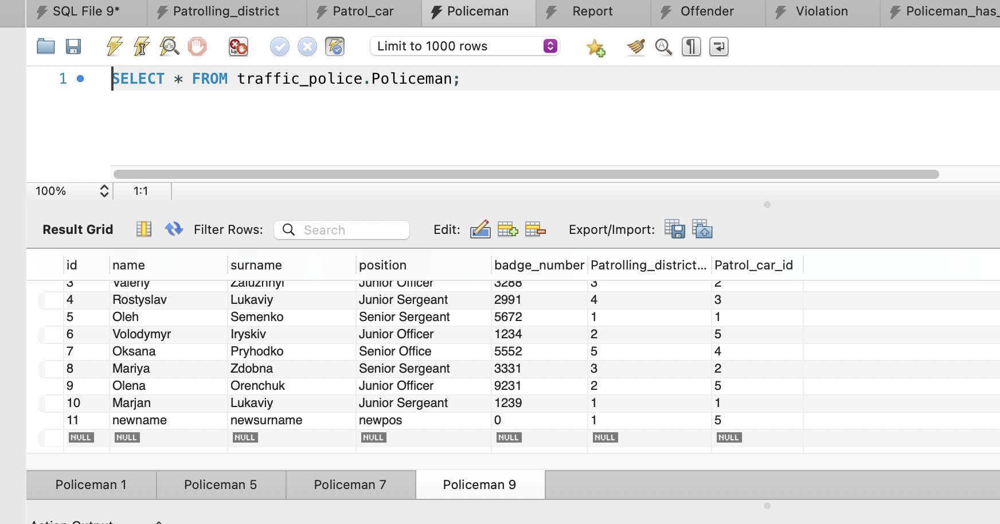 SQL File 9* Patrolling_district Patrol_car Policeman Report Offender Violation Policeman_has_
Limit to 1000 rows
1 SELECT * FROM traffic_police.Policeman;
100% 1:1
Result Grid Filter Rows: Search Edit: Export/Import:
id name surname position badge_number Patrolling_district... Patrol_car_id
3 Valeriy Zaluzhnyi Junior Officer 3288 3 2
4 Rostyslav Lukaviy Junior Sergeant 2991 4 3
5 Oleh Semenko Senior Sergeant 5672 1 1
6 Volodymyr Iryskiv Junior Officer 1234 2 5
7 Oksana Pryhodko Senior Office 5552 5 4
8 Mariya Zdobna Senior Sergeant 3331 3 2
9 Olena Orenchuk Junior Officer 9231 2 5
10 Marjan Lukaviy Junior Sergeant 1239 1 1
11 newname newsurname newpos 0 1 5
NULL NULL NULL NULL NULL NULL NULL
Policeman 1 Policeman 5 Policeman 7 Policeman 9
Action Output